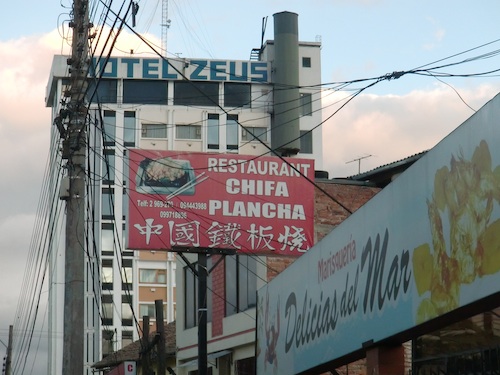 HOTEL ZEUS
RESTAURANT
CHIFA
PLANCHA
中國鐵板燒
Marisquería
Delicias del Mar